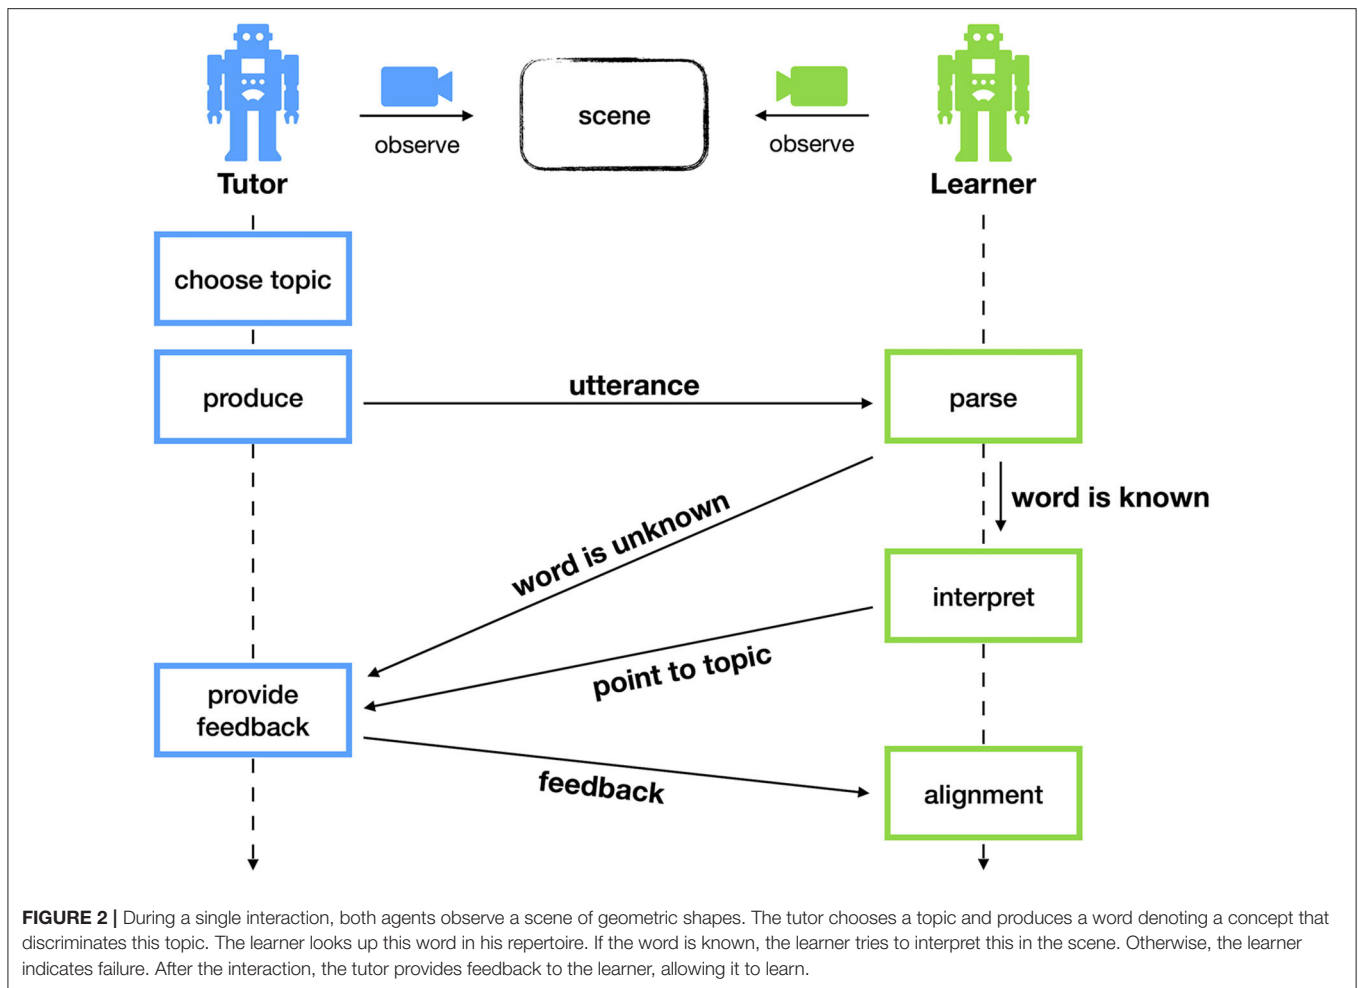 scene
observe
observe
Tutor
Learner
choose topic
produce
utterance
parse
word is known
word is unknown
interpret
point to topic
provide
feedback
feedback
alignment
FIGURE 2 | During a single interaction, both agents observe a scene of geometric shapes. The tutor chooses a topic and produces a word denoting a concept that
discriminates this topic. The learner looks up this word in his repertoire. If the word is known, the learner tries to interpret this in the scene. Otherwise, the learner
indicates failure. After the interaction, the tutor provides feedback to the learner, allowing it to learn.